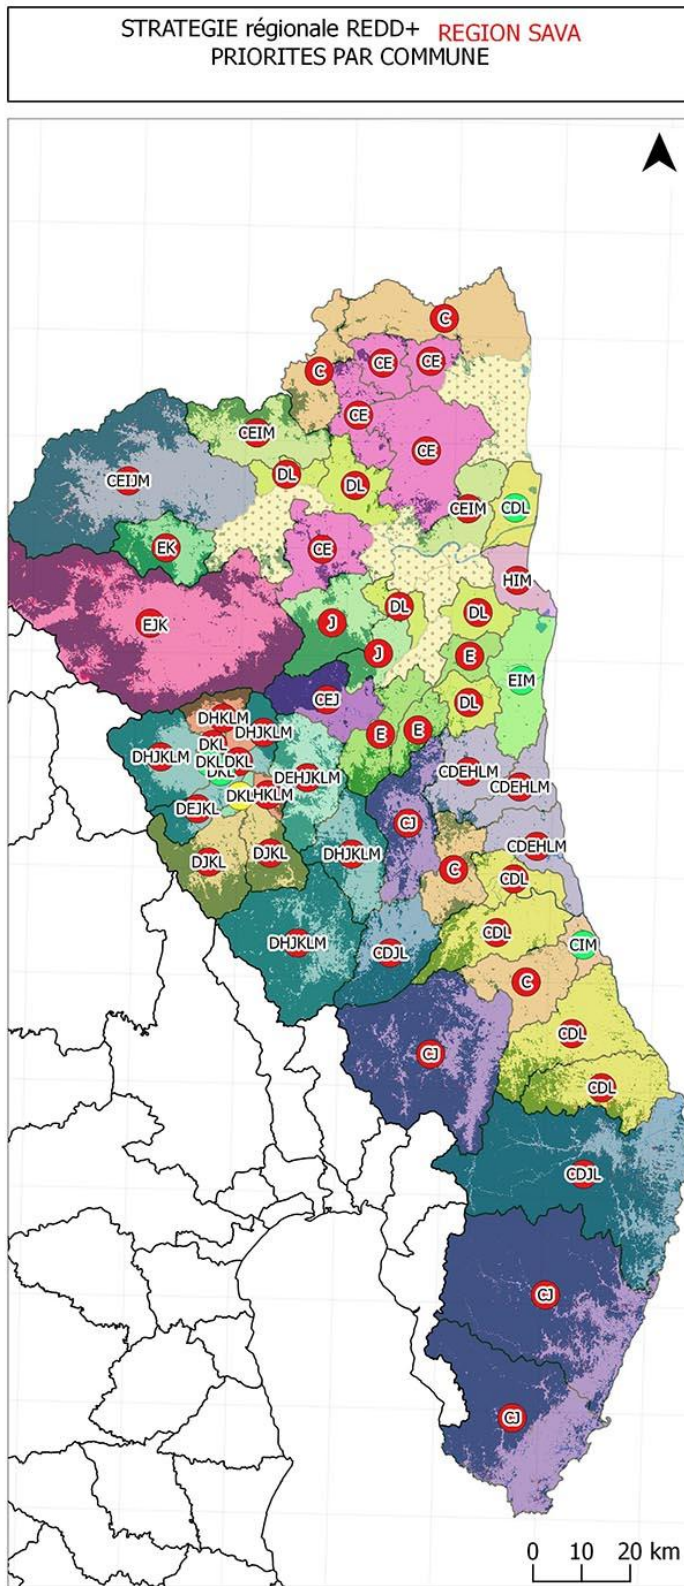 STRATEGIE régionale REDD+ REGION SAVA
PRIORITES PAR COMMUNE
C
C
CE
CE
CE
CEIM
CE
CEIJM
DL
DL
CEIM
CDL
EK
CE
HIM
EJK
J
DL
DL
J
E
EIM
CEJ
DL
DHKLM
E
E
DHJKLM
DKL
DHJKLM
DKL
DKL
DKL
DEHJKLM
CDEHLM
CDEHLM
DEJKL
DKL
HKLM
CJ
DJKL
DJKL
DHJKLM
CDEHLM
C
CDL
DHJKLM
CDJL
CDL
CIM
C
CJ
CDL
CDL
CDJL
CJ
CJ
0 10 20 km